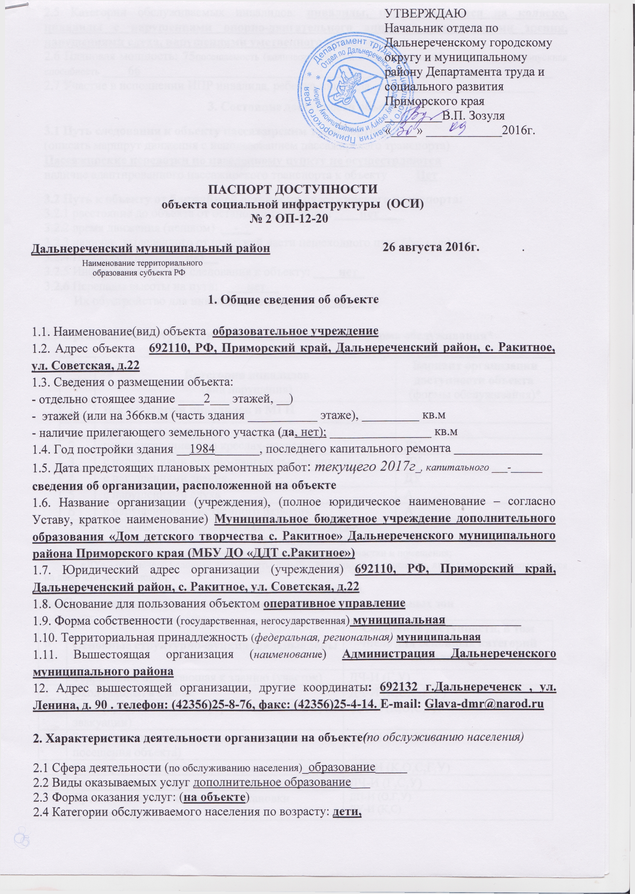 УТВЕРЖДАЮ
Начальник отдела по
Дальнереченскому городскому
округу и муниципальному
району Департамента труда и
социального развития
Приморского края
В.П. Зозуля
« 30 » 09 2016г.
ПАСПОРТ ДОСТУПНОСТИ
объекта социальной инфраструктуры (ОСИ)
№ 2 ОП-12-20
Дальнереченский муниципальный район 26 августа 2016г. .
Наименование территориального
образования субъекта РФ
1. Общие сведения об объекте
1.1. Наименование(вид) объекта образовательное учреждение
1.2. Адрес объекта 692110, РФ, Приморский край, Дальнереченский район, с. Ракитное,
ул. Советская, д.22
1.3. Сведения о размещении объекта:
- отдельно стоящее здание ____2___ этажей, __)
- этажей (или на 366кв.м (часть здания ___________ этаже), _________ кв.м
- наличие прилегающего земельного участка (да, нет); ________________ кв.м
1.4. Год постройки здания __1984_______, последнего капитального ремонта ______________
1.5. Дата предстоящих плановых ремонтных работ: текущего 2017г_, капитального ___-_____
сведения об организации, расположенной на объекте
1.6. Название организации (учреждения), (полное юридическое наименование – согласно
Уставу, краткое наименование) Муниципальное бюджетное учреждение дополнительного
образования «Дом детского творчества с. Ракитное» Дальнереченского муниципального
района Приморского края (МБУ ДО «ДДТ с.Ракитное»)
1.7. Юридический адрес организации (учреждения) 692110, РФ, Приморский край,
Дальнереченский район, с. Ракитное, ул. Советская, д.22
1.8. Основание для пользования объектом оперативное управление
1.9. Форма собственности (государственная, негосударственная) муниципальная____________
1.10. Территориальная принадлежность (федеральная, региональная) муниципальная
1.11. Вышестоящая организация (наименование) Администрация Дальнереченского
муниципального района
12. Адрес вышестоящей организации, другие координаты: 692132 г.Дальнереченск , ул.
Ленина, д. 90 . телефон: (42356)25-8-76, факс: (42356)25-4-14. E-mail: Glava-dmr@narod.ru
2. Характеристика деятельности организации на объекте(по обслуживанию населения)
2.1 Сфера деятельности (по обслуживанию населения)_образование_____
2.2 Виды оказываемых услуг дополнительное образование___
2.3 Форма оказания услуг: (на объекте)
2.4 Категории обслуживаемого населения по возрасту: дети,